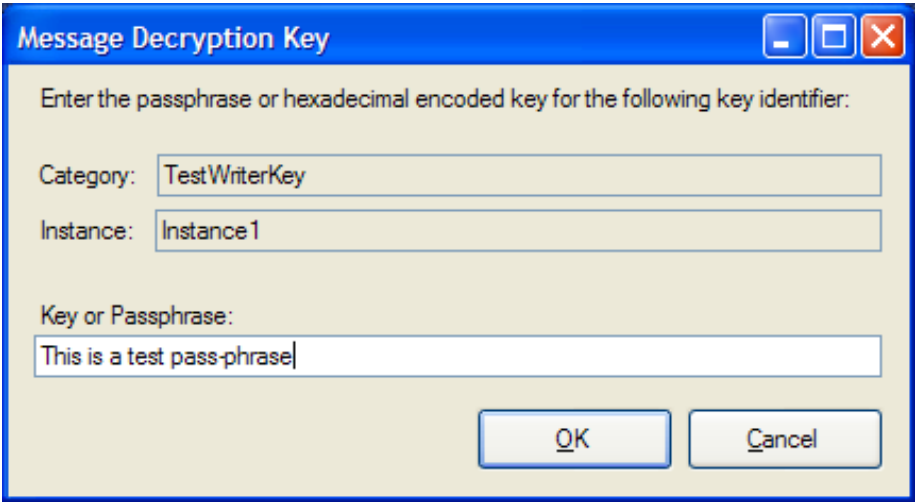 Message Decryption Key
Enter the passphrase or hexadecimal encoded key for the following key identifier:
Category: TestWriterKey
Instance: Instance1
Key or Passphrase:
This is a test pass-phrase
OK Cancel